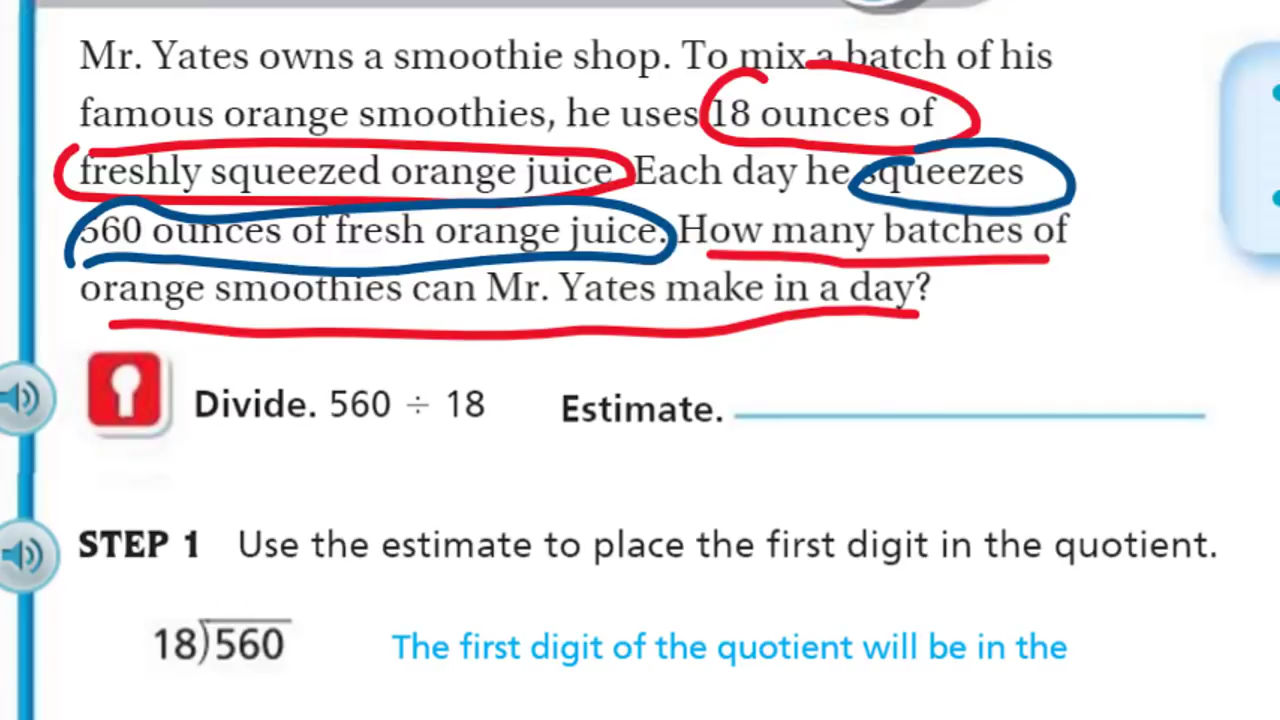 Mr. Yates owns a smoothie shop. To mix a batch of his
famous orange smoothies, he uses 18 ounces of
freshly squeezed orange juice. Each day he squeezes
560 ounces of fresh orange juice. How many batches of
orange smoothies can Mr. Yates make in a day?
Divide. 560 ÷ 18 Estimate.
STEP 1 Use the estimate to place the first digit in the quotient.
18)560 The first digit of the quotient will be in the